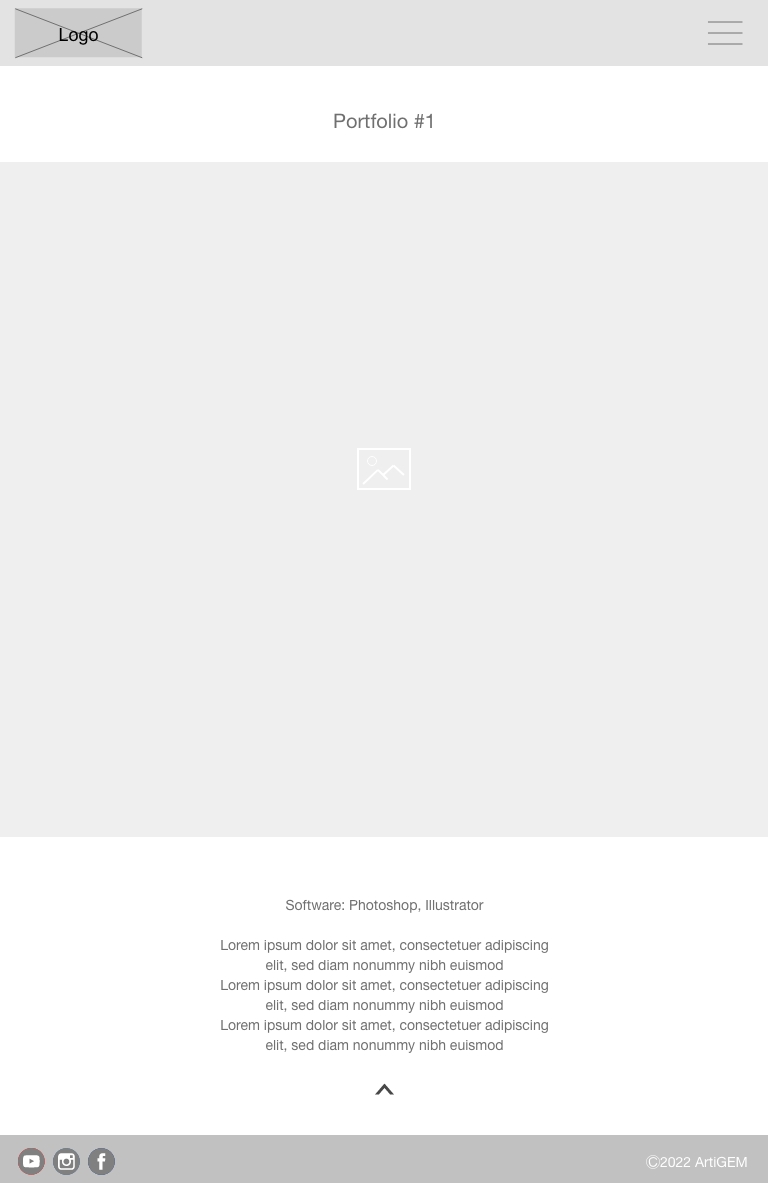 Logo
Portfolio #1
Software: Photoshop, Illustrator
Lorem ipsum dolor sit amet, consectetuer adipiscing
elit, sed diam nonummy nibh euismod
Lorem ipsum dolor sit amet, consectetuer adipiscing
elit, sed diam nonummy nibh euismod
Lorem ipsum dolor sit amet, consectetuer adipiscing
elit, sed diam nonummy nibh euismod
©2022 ArtiGEM